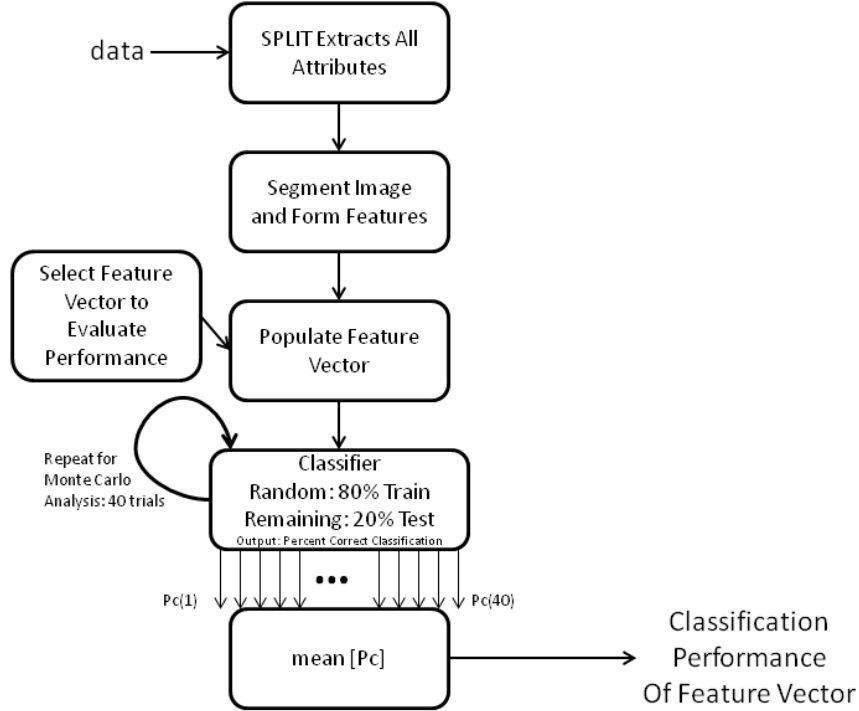 data
SPLIT Extracts All
Attributes
Segment Image
and Form Features
Select Feature
Vector to
Evaluate
Performance
Populate Feature
Vector
Repeat for
Monte Carlo
Analysis: 40 trials
Classifier
Random: 80% Train
Remaining: 20% Test
Output: Percent Correct Classification
Pc(1)
•••
Pc(40)
mean [Pc]
Classification
Performance
Of Feature Vector